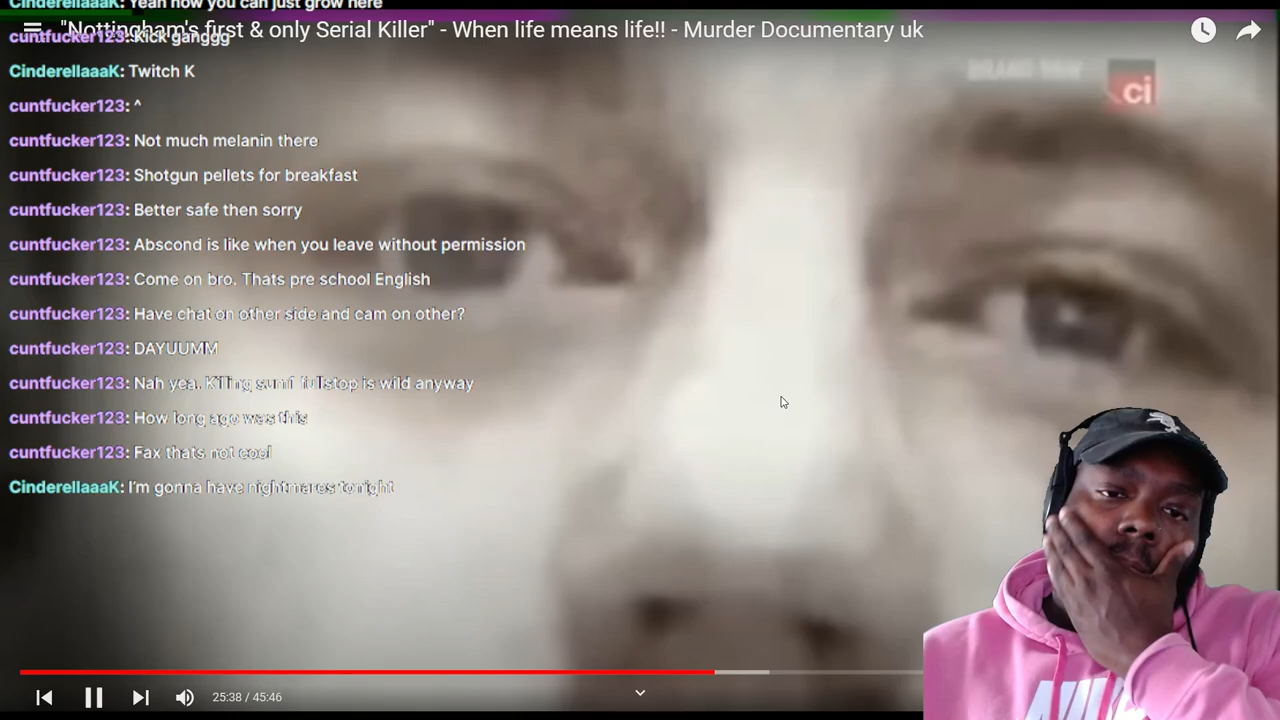 CinderellaaaK: Yeah now you can just grow here
"Nottingham's first & only Serial Killer" - When life means life!! - Murder Documentary uk
cuntfucker123: Kick ganggg
CinderellaaaK: Twitch K
ci
cuntfucker123: ^
cuntfucker123: Not much melanin there
cuntfucker123: Shotgun pellets for breakfast
cuntfucker123: Better safe then sorry
cuntfucker123: Abscond is like when you leave without permission
cuntfucker123: Come on bro. Thats pre school English
cuntfucker123: Have chat on other side and cam on other?
cuntfucker123: DAYUUMM
cuntfucker123: Nah yea. Killing sumf fullstop is wild anyway
cuntfucker123: How long ago was this
cuntfucker123: Fax thats not cool
CinderellaaaK: I'm gonna have nightmares tonight
25:38 / 45:46